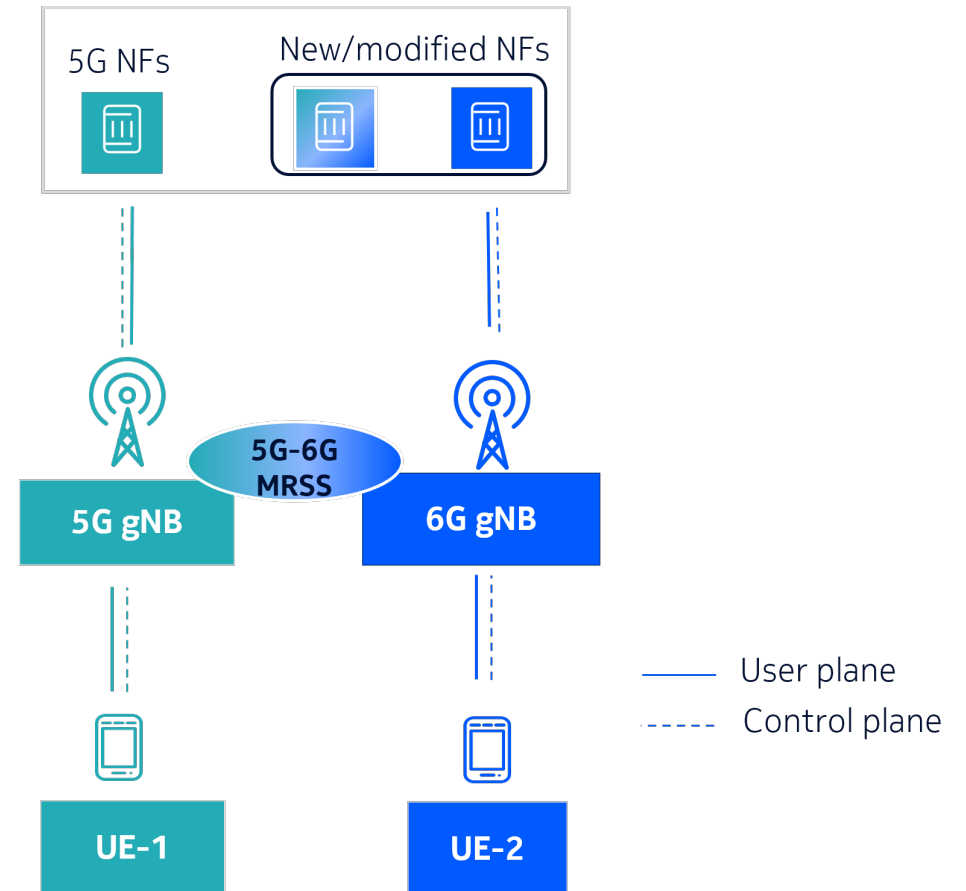 5G NFs
New/modified NFs
5G-6G
MRSS
5G gNB
6G gNB
User plane
Control plane
UE-1
UE-2